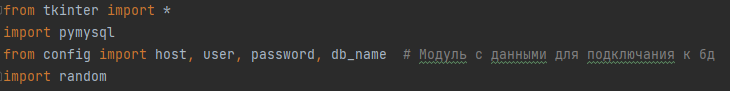 from tkinter import *
import pymysql
from config import host, user, password, db_name  # Модуль с данными для подключания к бд
import random